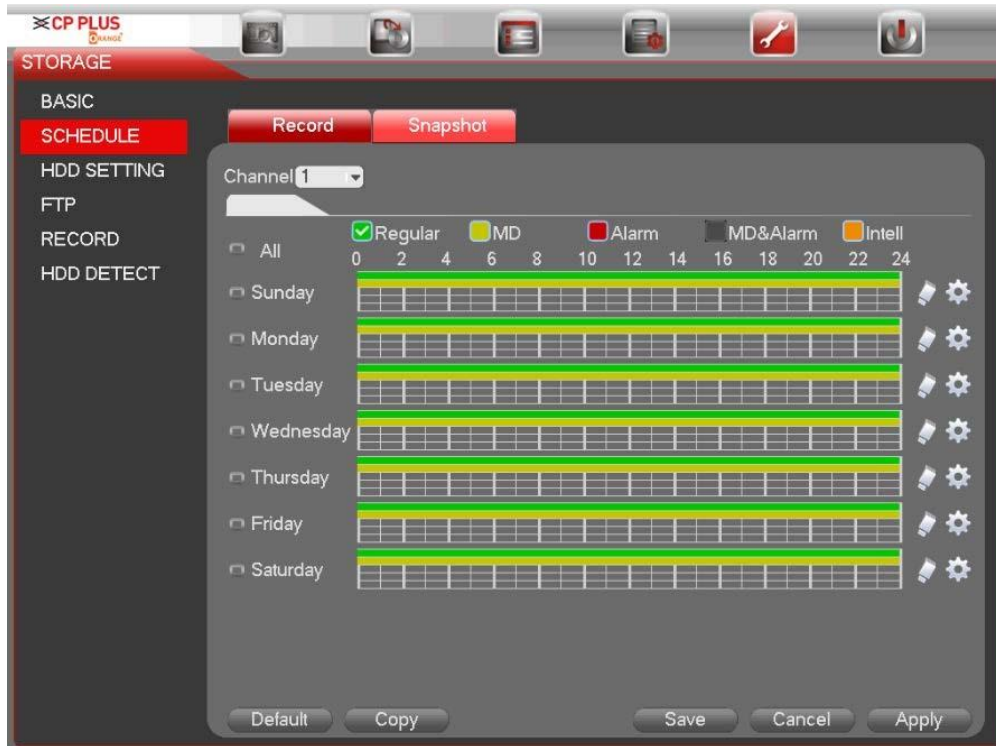 CP PLUS
ORANGE
STORAGE
BASIC
SCHEDULE
HDD SETTING
FTP
RECORD
HDD DETECT
Record Snapshot
Channel 1
All Regular MD Alarm MD&Alarm Intell
0 2 4 6 8 10 12 14 16 18 20 22 24
Sunday
Monday
Tuesday
Wednesday
Thursday
Friday
Saturday
Default Copy Save Cancel Apply